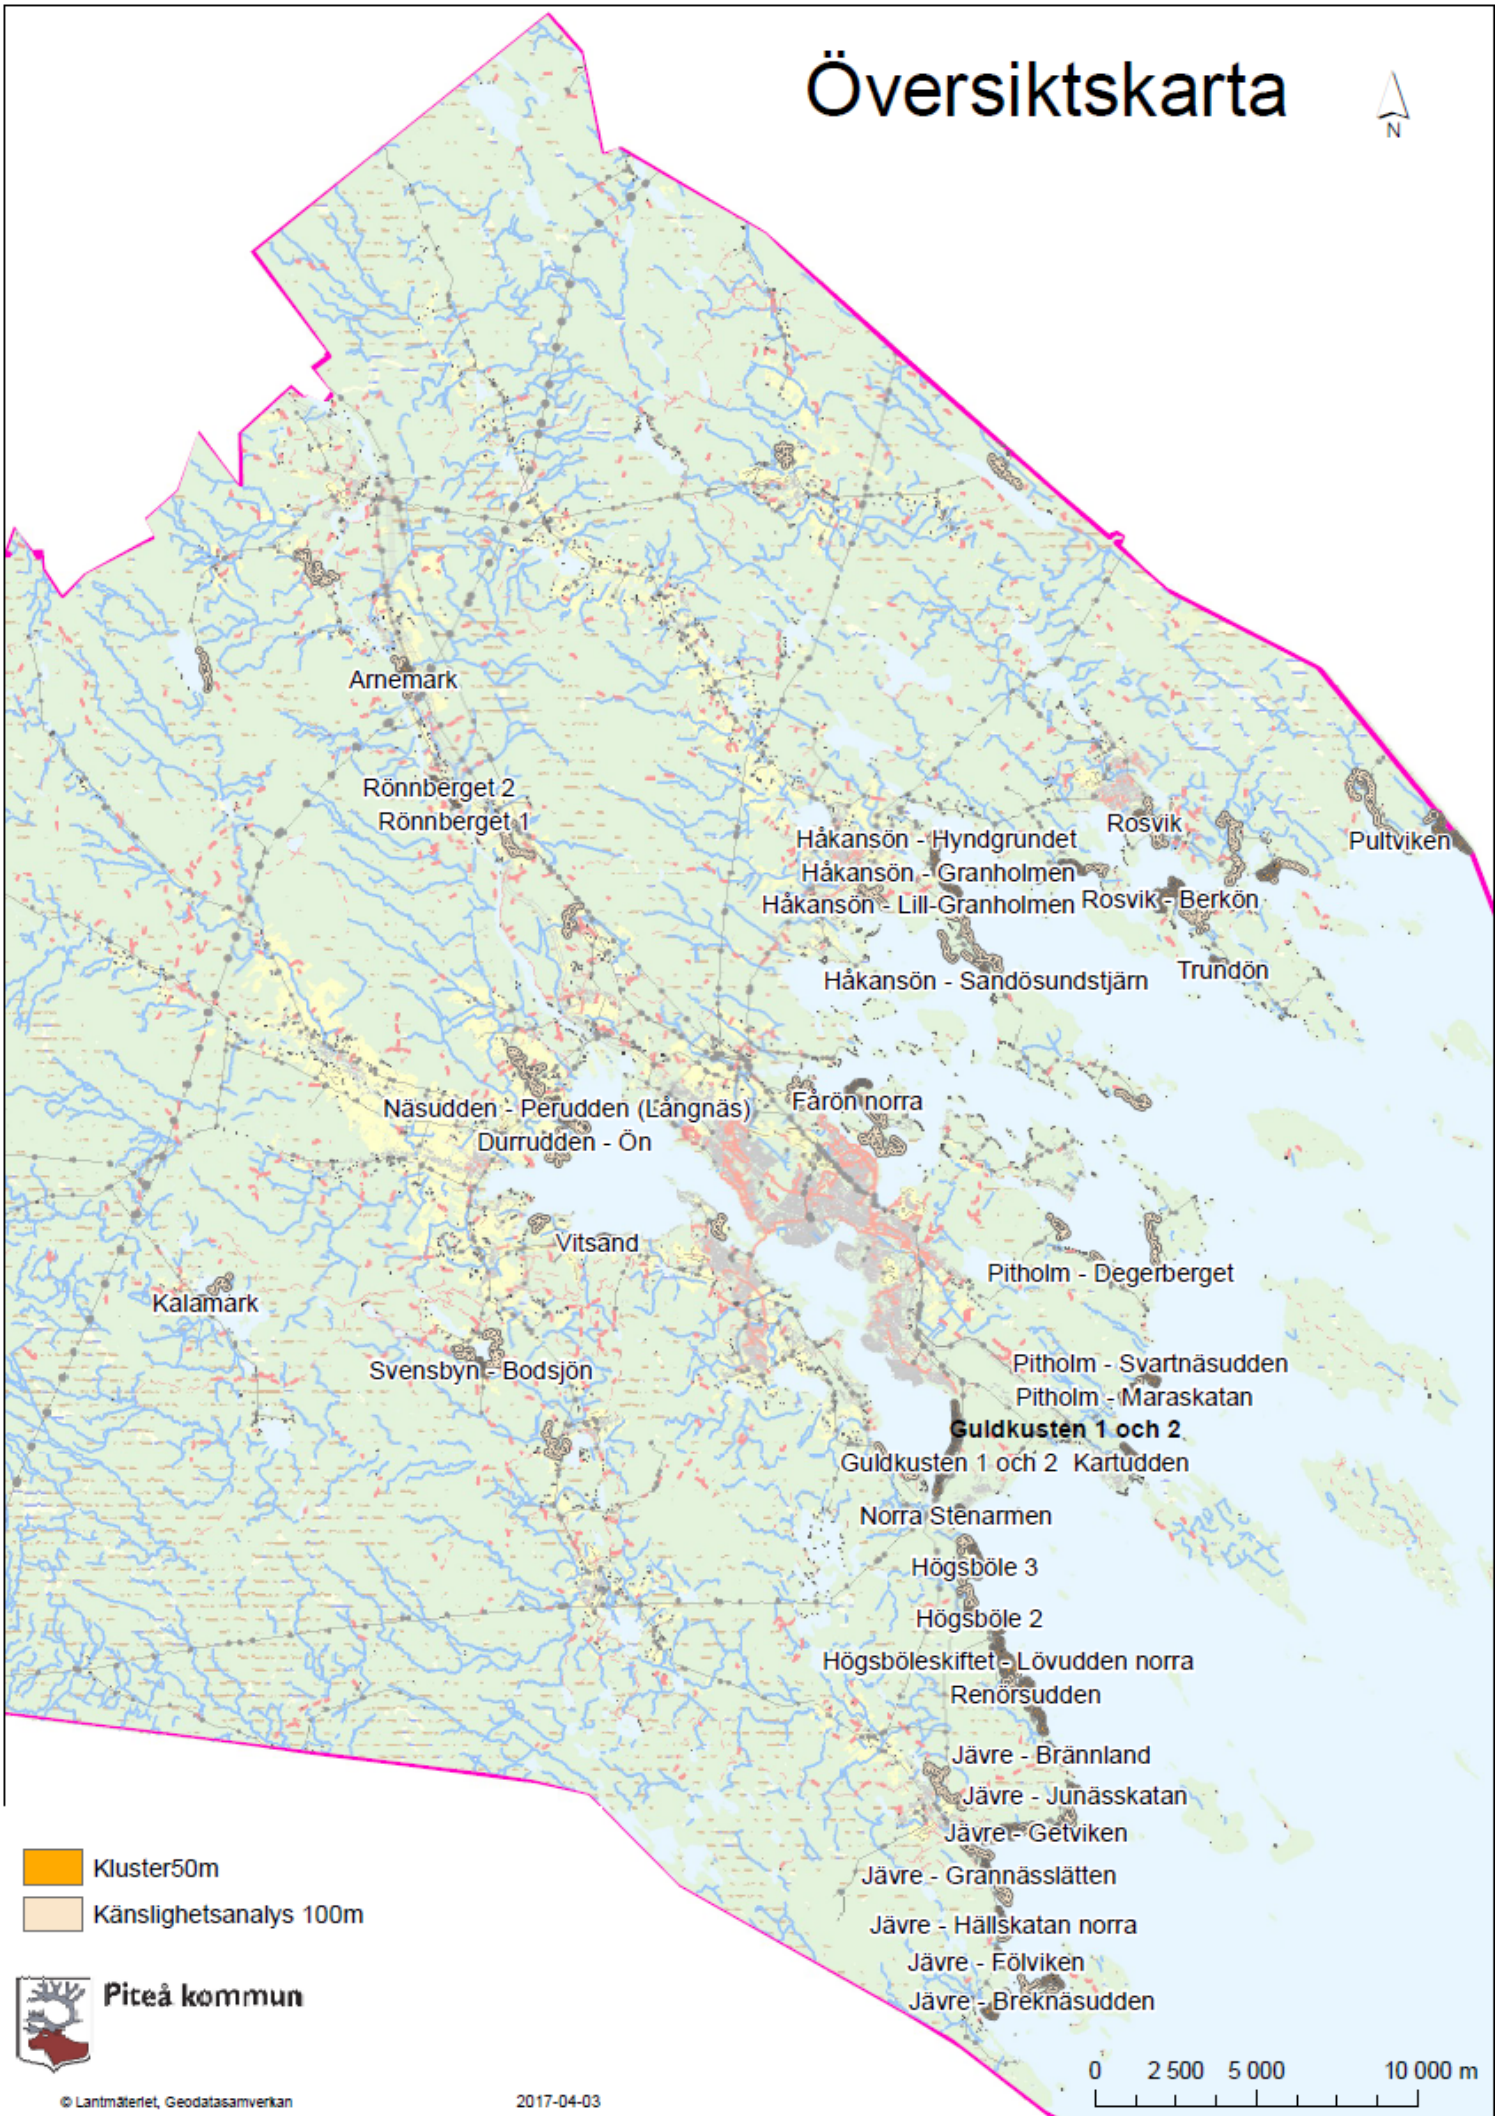 Översiktskarta
N
Arnemark
Rönnberget 2
Rönnberget 1
Håkansön - Hyndgrundet
Rosvik
Pultviken
Håkansön - Granholmen
Håkansön - Lill-Granholmen
Rosvik - Berkön
Håkansön - Sandösundstjärn
Trundön
Näsudden - Perudden (Långnäs)
Fårön norra
Durrudden - Ön
Vitsand
Pitholm - Degerberget
Kalamark
Svensbyn - Bodsjön
Pitholm - Svartnäsudden
Pitholm - Maraskatan
Guldkusten 1 och 2
Guldkusten 1 och 2
Kartudden
Norra Stenarmen
Högsböle 3
Högsböle 2
Högsböleskiftet - Lövudden norra
Renörsudden
Jävre - Brännland
Jävre - Junässkatan
Jävre - Getviken
Jävre - Grannässlätten
Jävre - Hällskatan norra
Jävre - Fölviken
Jävre - Breknäsudden
Kluster50m
Känslighetsanalys 100m
Piteå kommun
0 2 500 5 000 10 000 m
© Lantmäteriet, Geodatasamverkan
2017-04-03